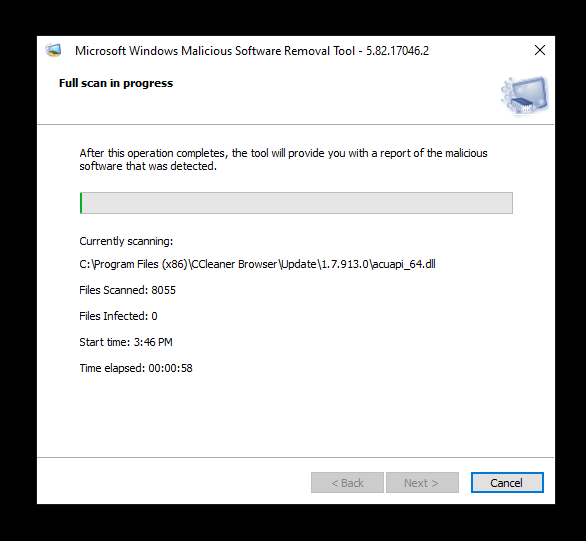 Microsoft Windows Malicious Software Removal Tool - 5.82.17046.2
Full scan in progress
After this operation completes, the tool will provide you with a report of the malicious
software that was detected.
Currently scanning:
C:\Program Files (x86)\CCleaner Browser\Update\1.7.913.0\acuapi_64.dll
Files Scanned: 8055
Files Infected: 0
Start time: 3:46 PM
Time elapsed: 00:00:58
< Back Next > Cancel